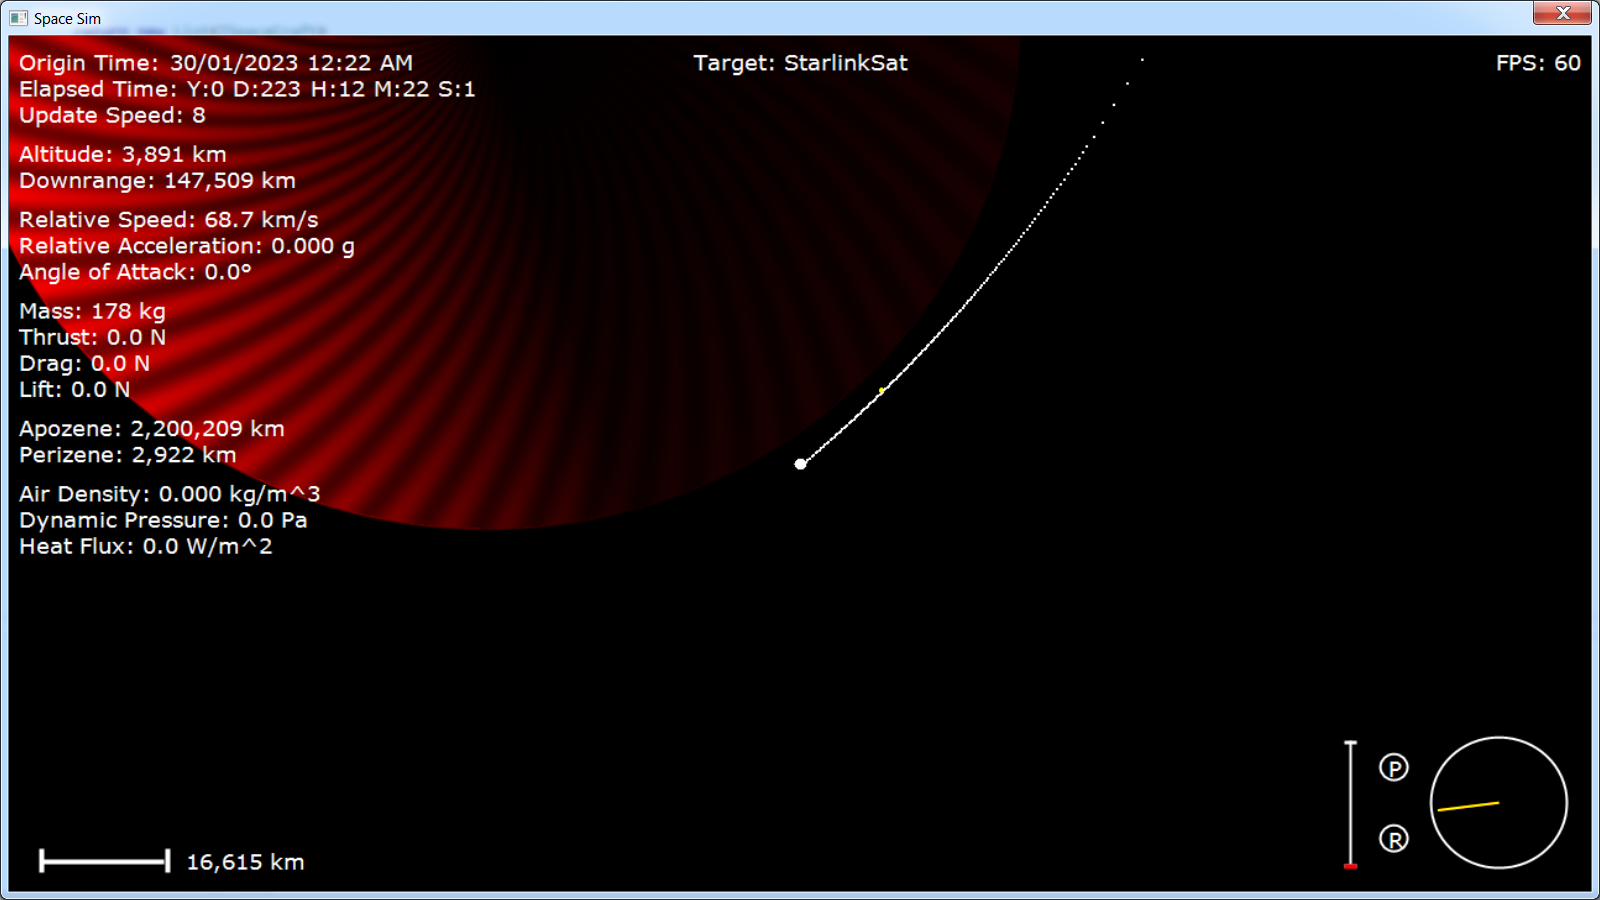 Space Sim
Origin Time: 30/01/2023 12:22 AM
Target: StarlinkSat
FPS: 60
Elapsed Time: Y:0 D:223 H:12 M:22 S:1
Update Speed: 8
Altitude: 3,891 km
Downrange: 147,509 km
Relative Speed: 68.7 km/s
Relative Acceleration: 0.000 g
Angle of Attack: 0.0°
Mass: 178 kg
Thrust: 0.0 N
Drag: 0.0 N
Lift: 0.0 N
Apozene: 2,200,209 km
Perizene: 2,922 km
Air Density: 0.000 kg/m^3
Dynamic Pressure: 0.0 Pa
Heat Flux: 0.0 W/m^2
P
R
16,615 km